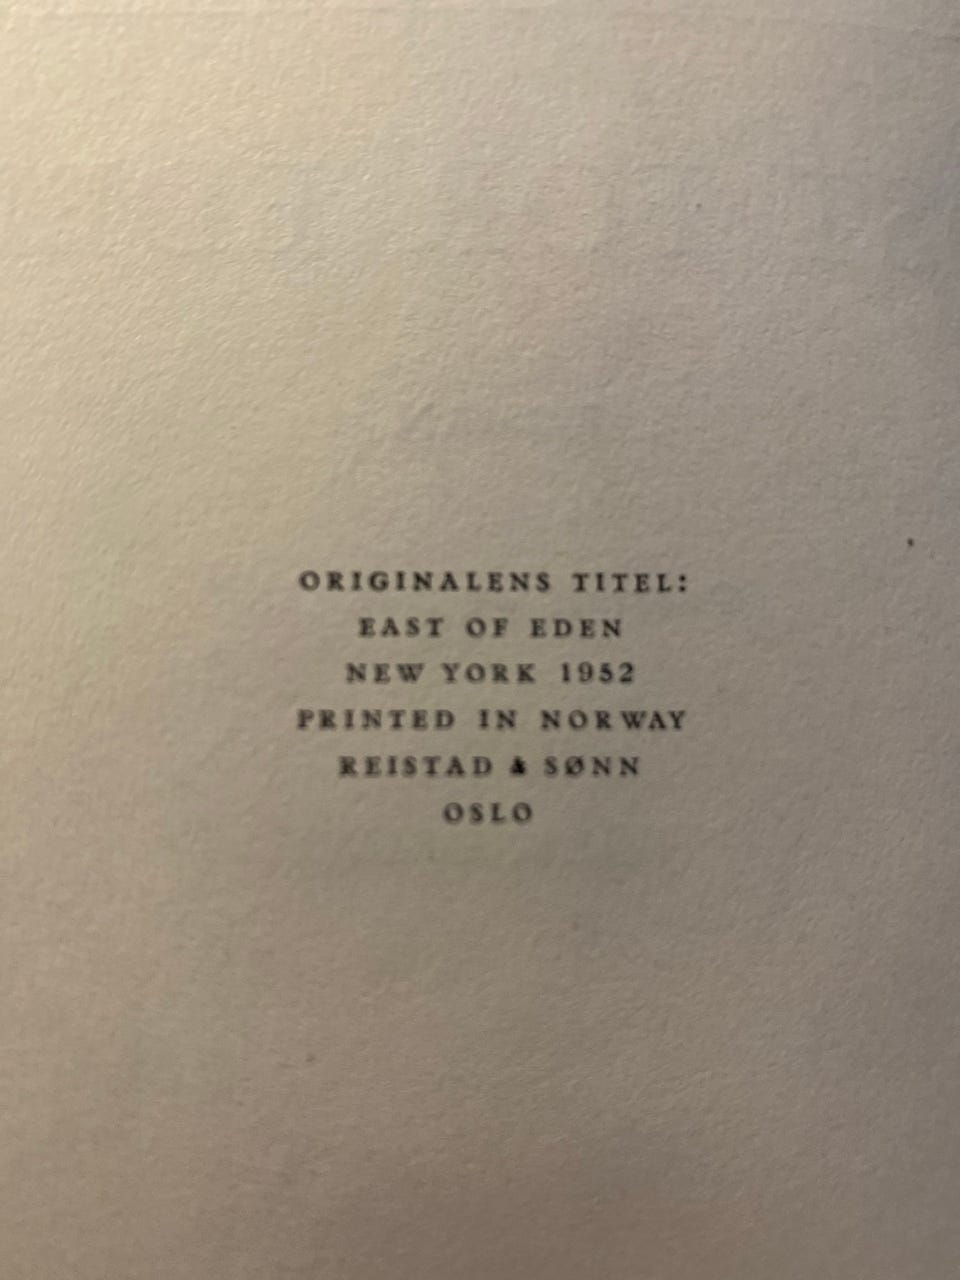 ORIGINALENS TITEL:
EAST OF EDEN
NEW YORK 1952
PRINTED IN NORWAY
REISTAD & SØNN
OSLO